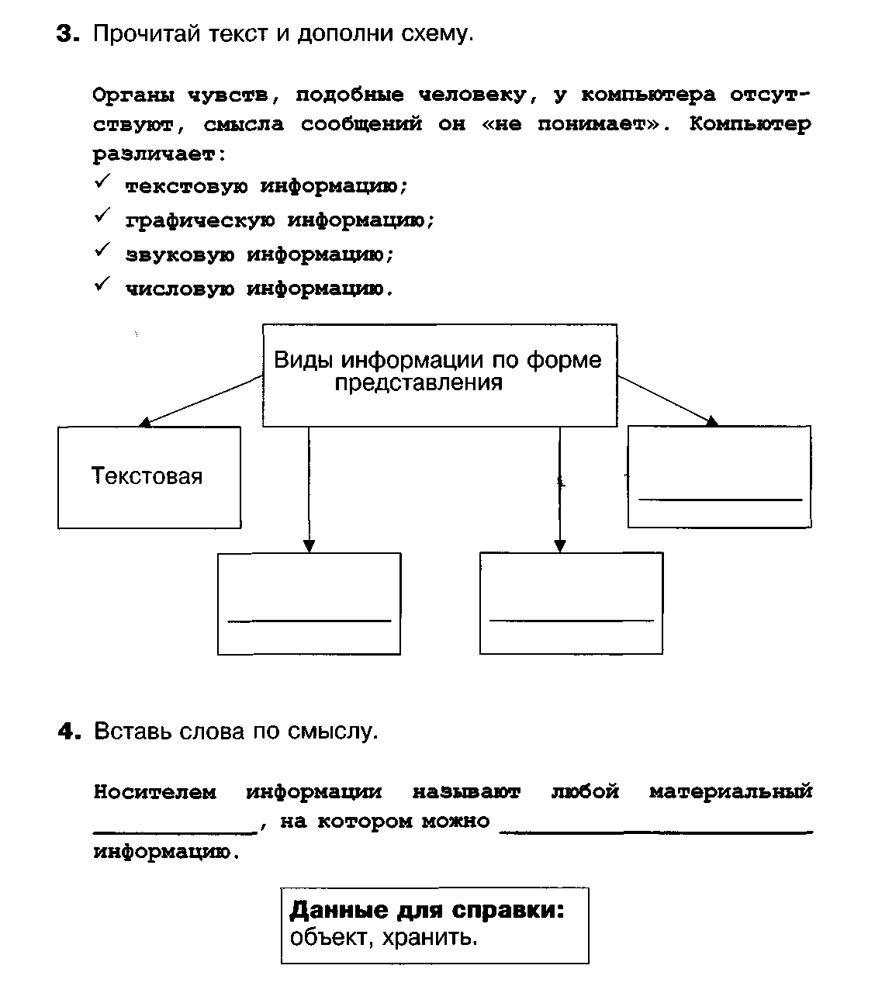 3. Прочитай текст и дополни схему.
Органы чувств, подобные человеку, у компьютера отсут-
ствуют, смысла сообщений он «не понимает». Компьютер
различает:
✓ текстовую информацию;
✓ графическую информацию;
✓ звуковую информацию;
✓ числовую информацию.
Виды информации по форме
представления
Текстовая
4. Вставь слова по смыслу.
Носителем информации называют любой материальный
____________, на котором можно ______________________
информацию.
Данные для справки:
объект, хранить.